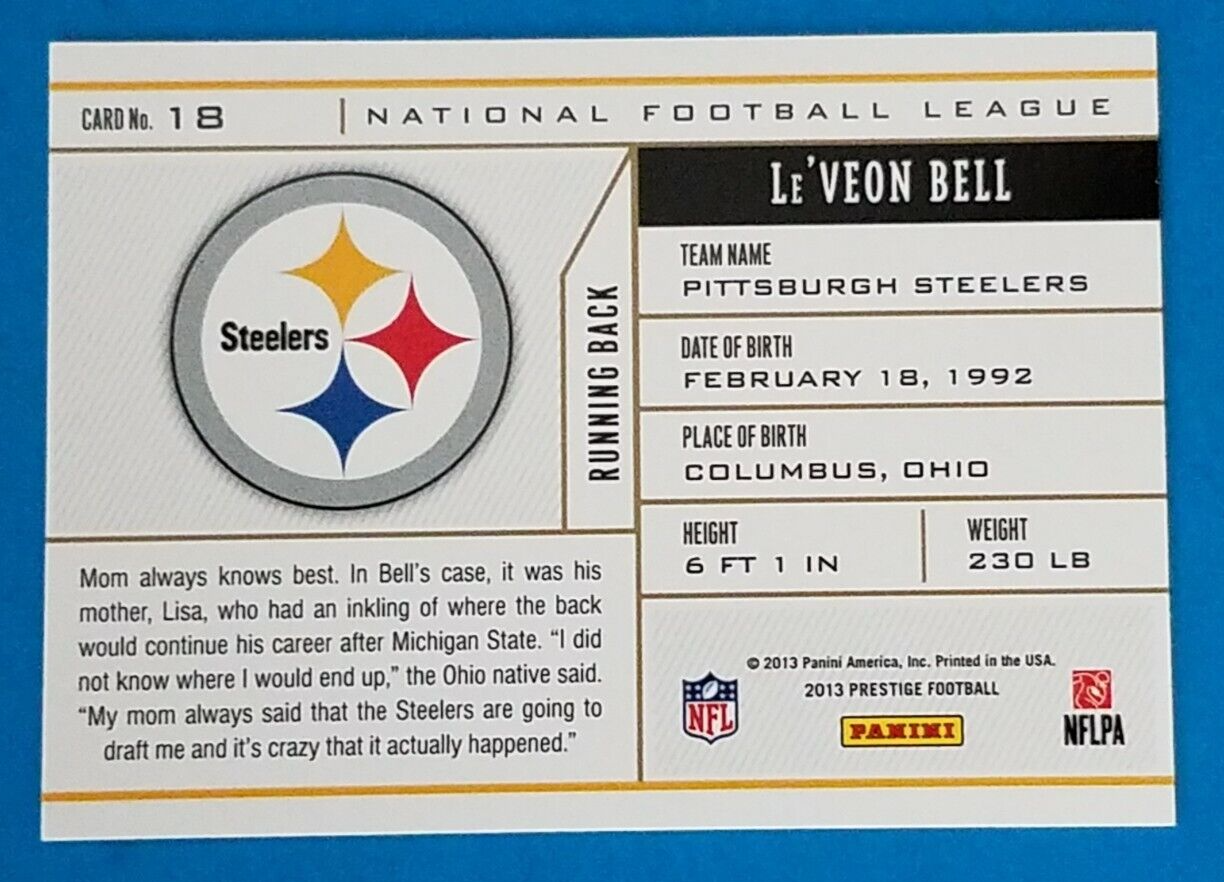 CARD No. 18
NATIONAL FOOTBALL LEAGUE
Steelers
RUNNING BACK
Le'VEON BELL
TEAM NAME
PITTSBURGH STEELERS
DATE OF BIRTH
FEBRUARY 18, 1992
PLACE OF BIRTH
COLUMBUS, OHIO
HEIGHT
6 FT 1 IN
WEIGHT
230 LB
Mom always knows best. In Bell's case, it was his
mother, Lisa, who had an inkling of where the back
would continue his career after Michigan State. “I did
not know where I would end up,” the Ohio native said.
“My mom always said that the Steelers are going to
draft me and it's crazy that it actually happened.”
© 2013 Panini America, Inc. Printed in the USA.
2013 PRESTIGE FOOTBALL
NFL
PANINI
NFLPA